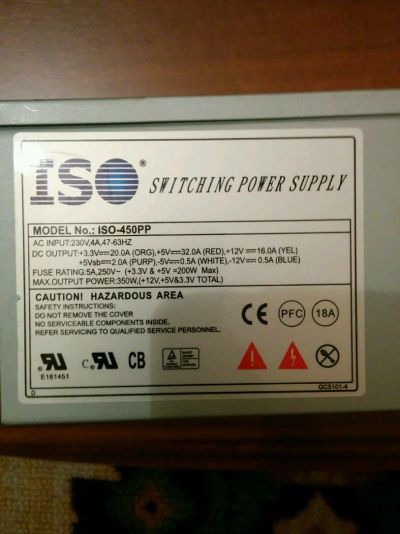 ISO®
SWITCHING POWER SUPPLY
MODEL No.: ISO-450PP
AC INPUT:230V,4A,47-63HZ
DC OUTPUT:+3.3V⎓20.0A (ORG),+5V⎓32.0A (RED),+12V⎓16.0A (YEL)
+5Vsb⎓2.0A (PURP),-5V⎓0.5A (WHITE),-12V⎓0.5A (BLUE)
FUSE RATING:5A,250V~ (+3.3V & +5V =200W Max)
MAX.OUTPUT POWER:350W,(+12V,+5V&3.3V TOTAL)
CAUTION! HAZARDOUS AREA
SAFETY INSTRUCTIONS:
DO NOT REMOVE THE COVER
NO SERVICEABLE COMPONENTS INSIDE.
REFER SERVICING TO QUALIFIED SERVICE PERSONNEL.
CE PFC 18A
E161451
CB
D
GC5101-4